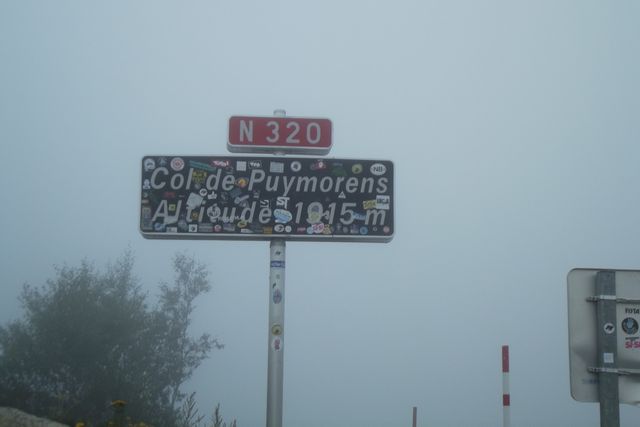 N 320
Col de Puymorens
Altitude 1915 m